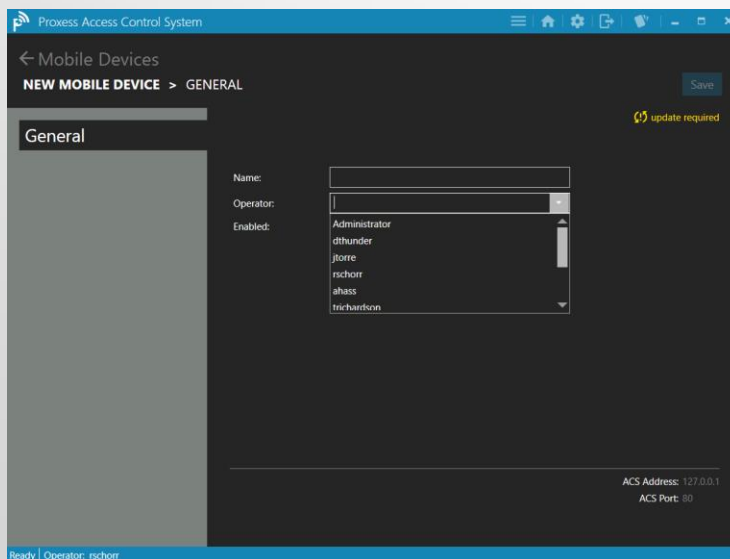 Proxess Access Control System
Mobile Devices
NEW MOBILE DEVICE > GENERAL
Save
update required
General
Name:
Operator:
Enabled:
Administrator
dthunder
jtorre
rschorr
ahass
trichardson
ACS Address: 127.0.0.1
ACS Port: 80
Ready | Operator: rschorr